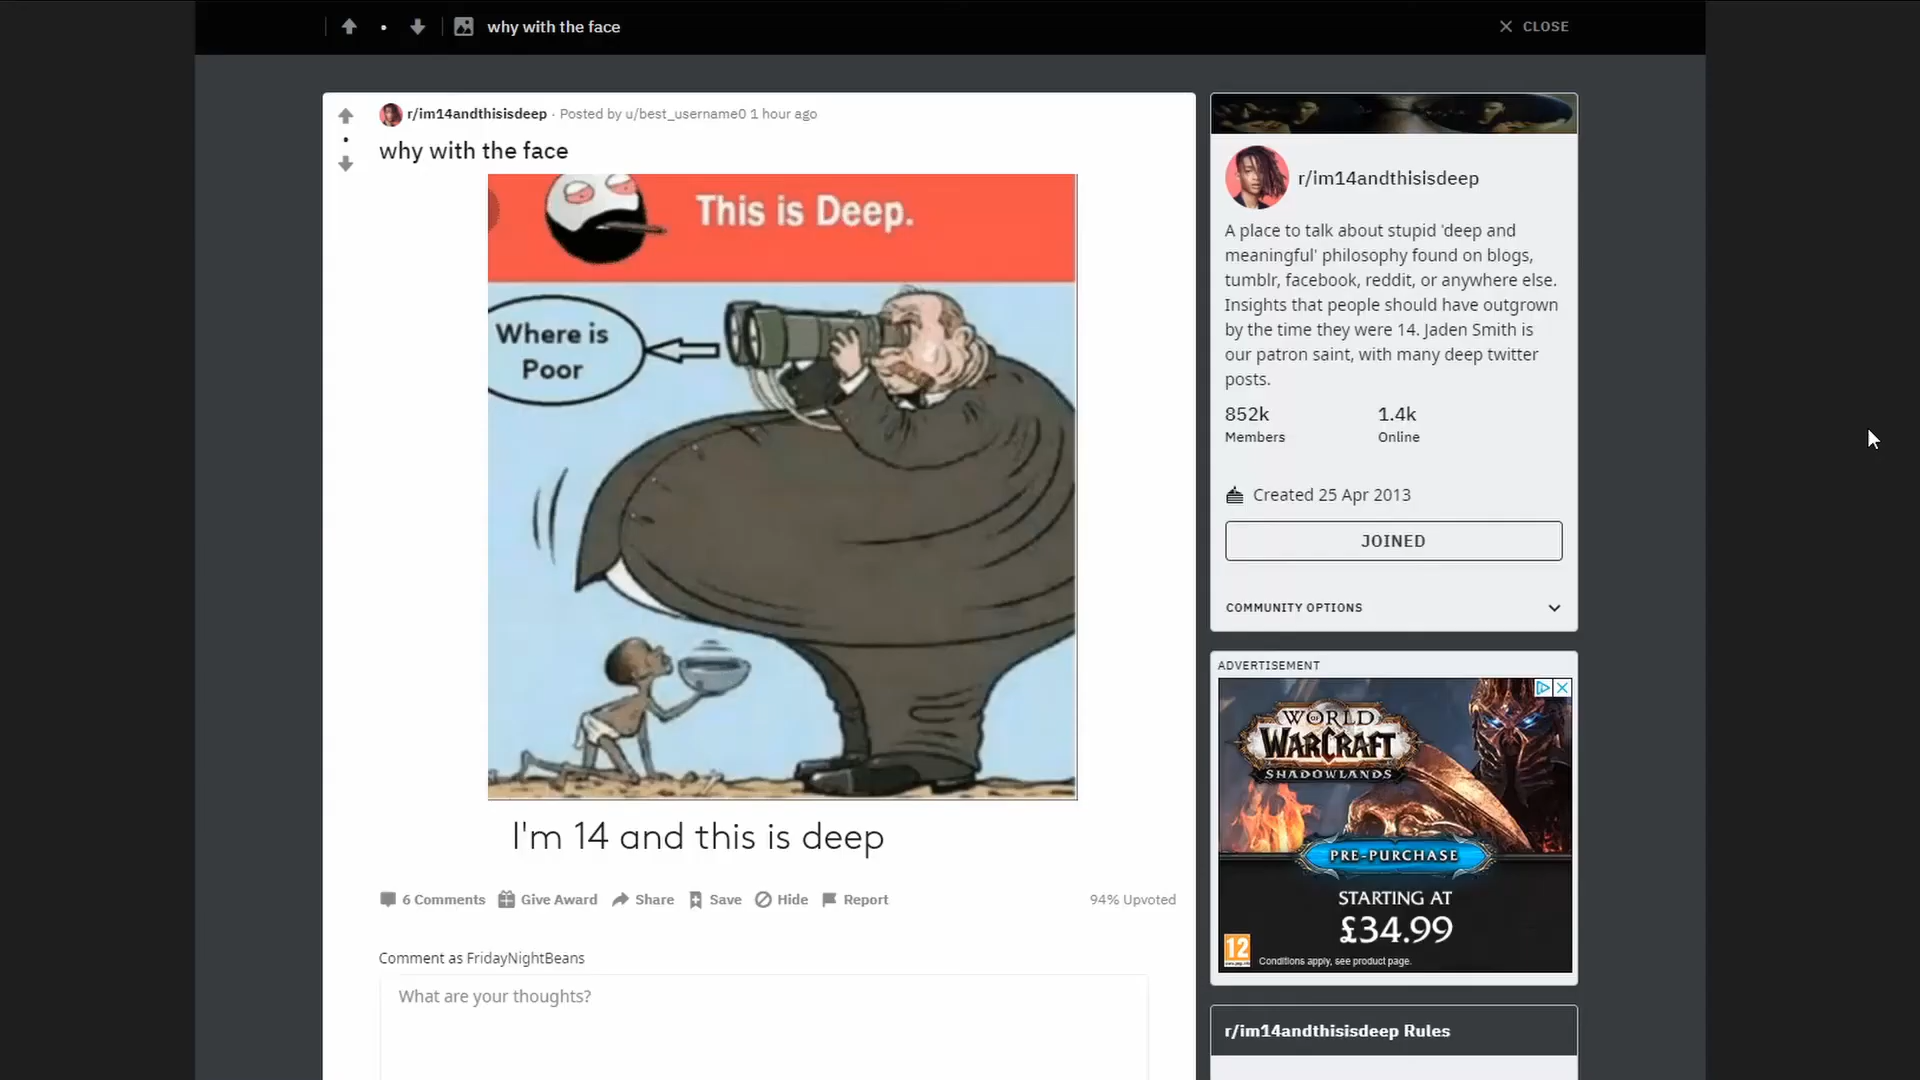 why with the face
CLOSE
r/im14andthisisdeep · Posted by u/best_username0 1 hour ago
why with the face
This is Deep.
Where is
Poor
I'm 14 and this is deep
6 Comments Give Award Share Save Hide Report 94% Upvoted
Comment as FridayNightBeans
What are your thoughts?
r/im14andthisisdeep
A place to talk about stupid 'deep and
meaningful' philosophy found on blogs,
tumblr, facebook, reddit, or anywhere else.
Insights that people should have outgrown
by the time they were 14. Jaden Smith is
our patron saint, with many deep twitter
posts.
852k 1.4k
Members Online
Created 25 Apr 2013
JOINED
COMMUNITY OPTIONS
ADVERTISEMENT
WORLD
OF
WARCRAFT
SHADOWLANDS
PRE-PURCHASE
STARTING AT
£34.99
12
Conditions apply, see product page.
r/im14andthisisdeep Rules